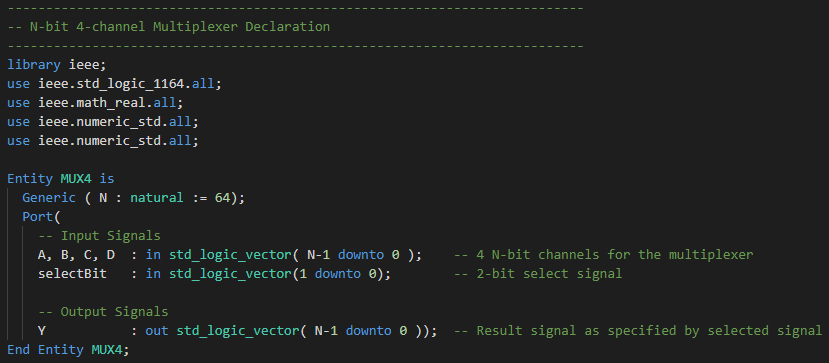 ---------------------------------------------------------------------------
-- N-bit 4-channel Multiplexer Declaration
---------------------------------------------------------------------------
library ieee;
use ieee.std_logic_1164.all;
use ieee.math_real.all;
use ieee.numeric_std.all;
use ieee.numeric_std.all;

Entity MUX4 is
  Generic ( N : natural := 64);
  Port(
    -- Input Signals
    A, B, C, D  : in std_logic_vector( N-1 downto 0 );    -- 4 N-bit channels for the multiplexer
    selectBit   : in std_logic_vector(1 downto 0);        -- 2-bit select signal

    -- Output Signals
    Y           : out std_logic_vector( N-1 downto 0 ));  -- Result signal as specified by selected signal
End Entity MUX4;